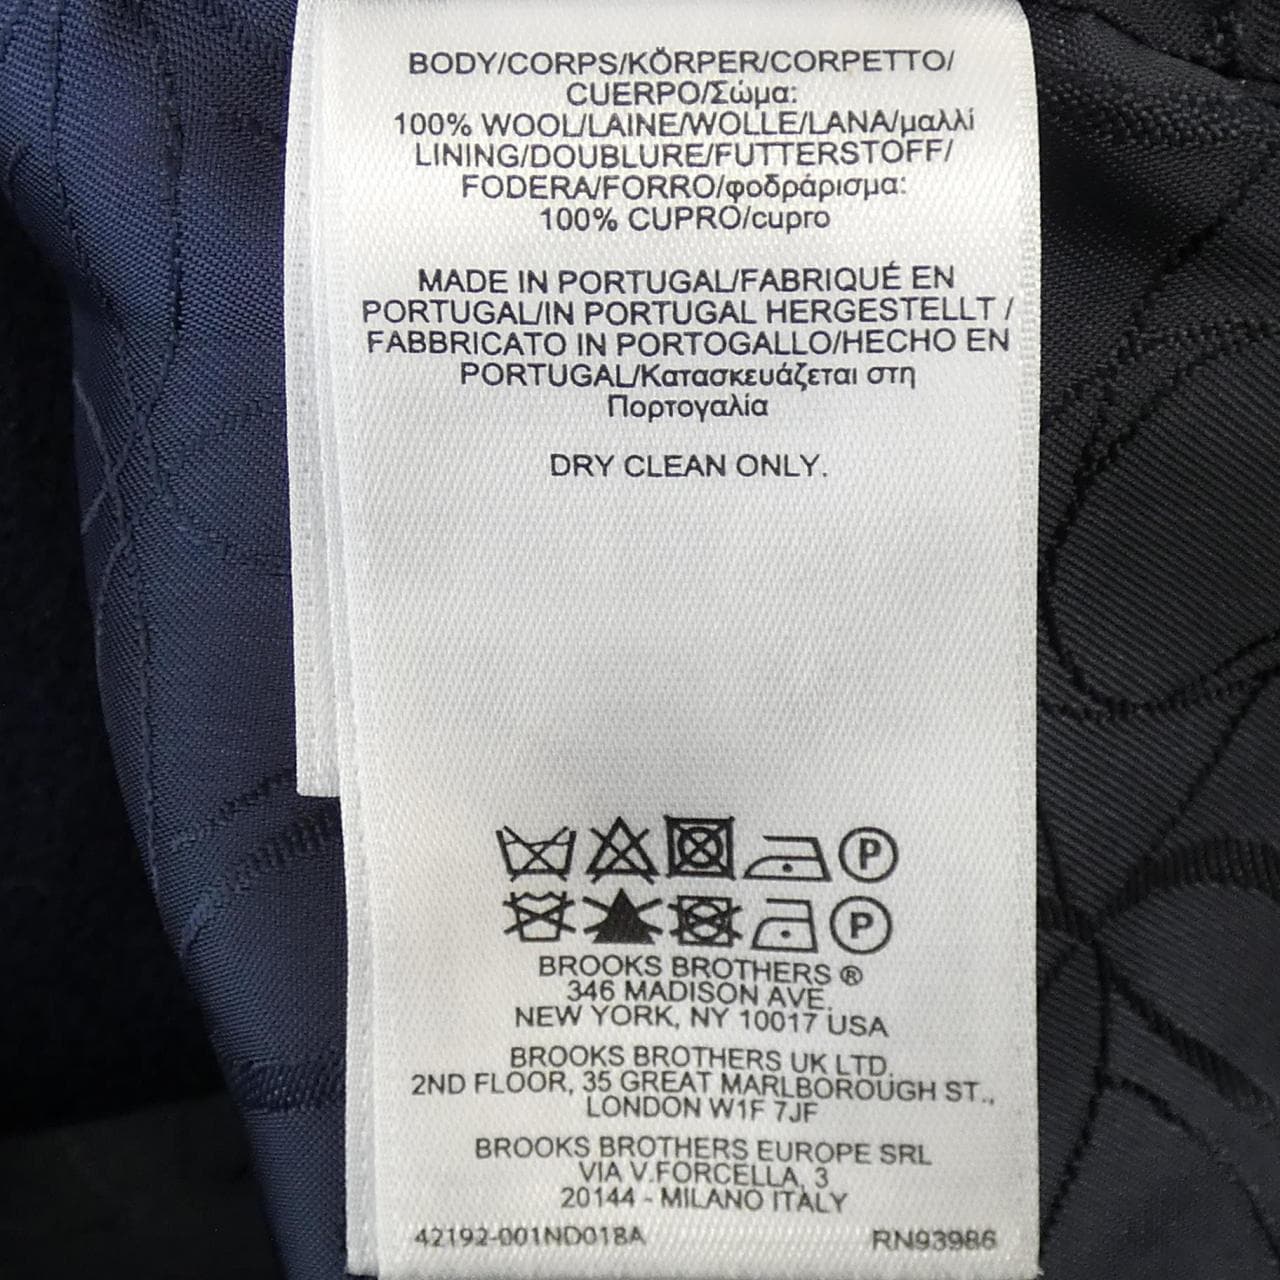 BODY/CORPS/KÖRPER/CORPETTO/
CUERPO/Σώμα:
100% WOOL/LAINE/WOLLE/LANA/μαλλί
LINING/DOUBLURE/FUTTERSTOFF/
FODERA/FORRO/φοδράρισμα:
100% CUPRO/cupro
MADE IN PORTUGAL/FABRIQUÉ EN
PORTUGAL/IN PORTUGAL HERGESTELLT /
FABBRICATO IN PORTOGALLO/HECHO EN
PORTUGAL/Κατασκευάζεται στη
Πορτογαλία
DRY CLEAN ONLY.
P
P
BROOKS BROTHERS ®
346 MADISON AVE.
NEW YORK, NY 10017 USA
BROOKS BROTHERS UK LTD.
2ND FLOOR, 35 GREAT MARLBOROUGH ST.,
LONDON W1F 7JF
BROOKS BROTHERS EUROPE SRL
VIA V.FORCELLA, 3
20144 - MILANO ITALY
42192-001ND018A RN93986